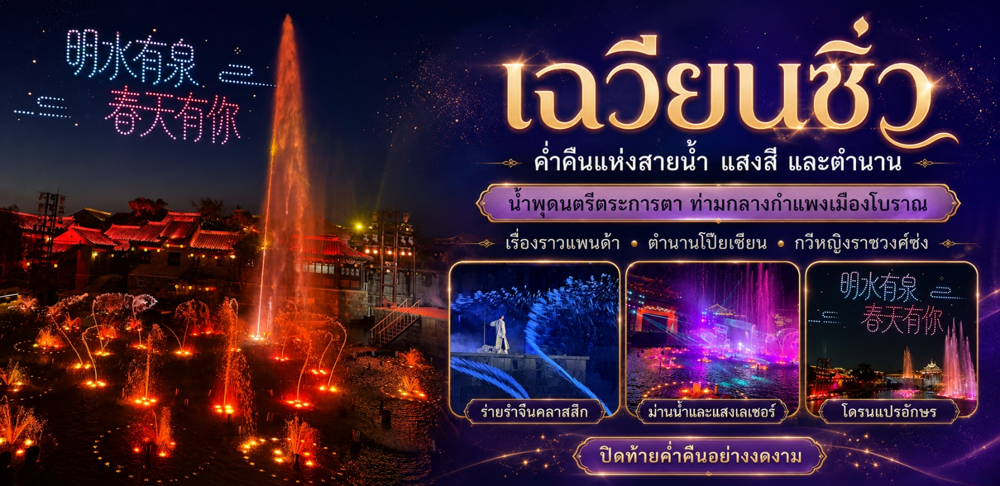 明水有泉
春天有你
เฉวียนซิ่ว
ค่ำคืนแห่งสายน้ำ แสงสี และตำนาน
น้ำพุดนตรีตระการตา ท่ามกลางกำแพงเมืองโบราณ
เรื่องราวแพนด้า • ตำนานโป๊ยเซียน • กวีหญิงราชวงศ์ซ่ง
明水有泉
春天有你
ร่ายรำจีนคลาสสิก
ม่านน้ำและแสงเลเซอร์
โดรนแปรอักษร
ปิดท้ายค่ำคืนอย่างงดงาม